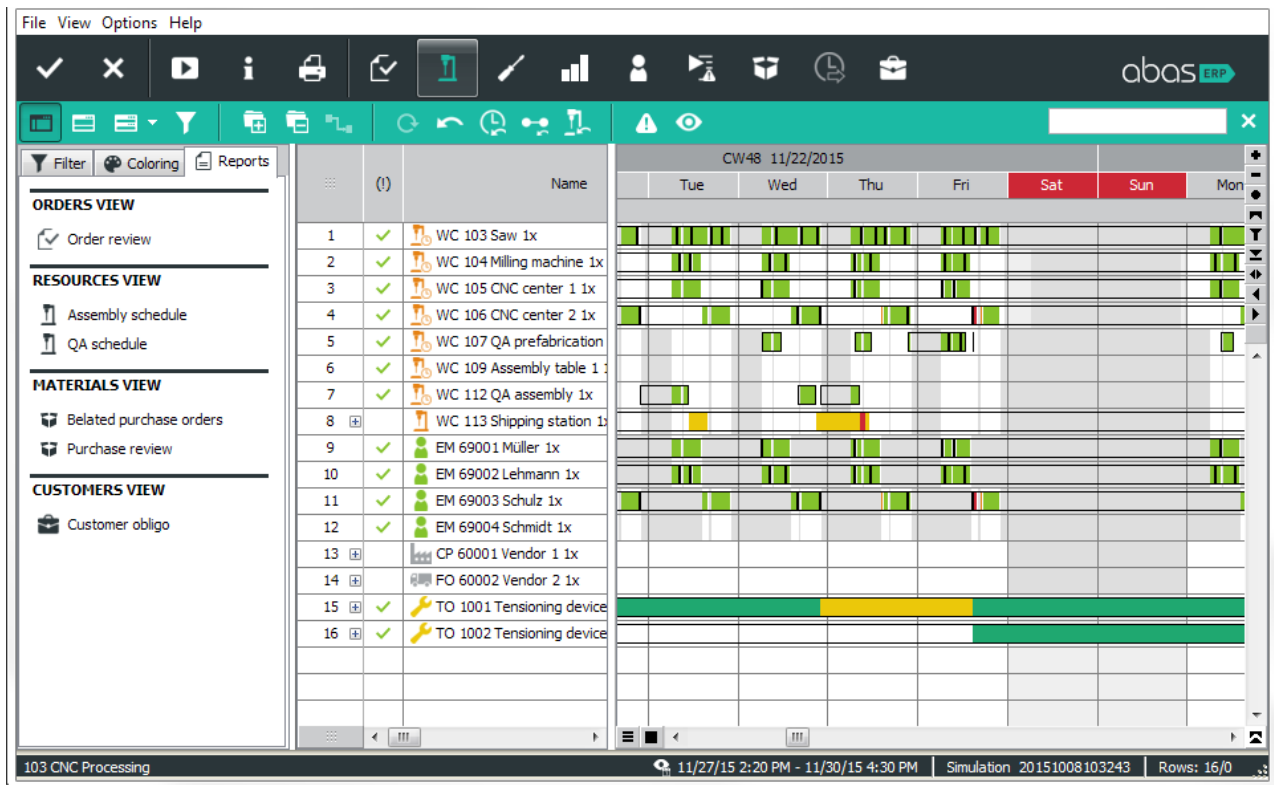 File View Options Help
abas ERP
Filter Coloring Reports
ORDERS VIEW
Order review
RESOURCES VIEW
Assembly schedule
QA schedule
MATERIALS VIEW
Belated purchase orders
Purchase review
CUSTOMERS VIEW
Customer obligo
(!) Name
CW48 11/22/2015
Tue Wed Thu Fri Sat Sun Mon
1 WC 103 Saw 1x
2 WC 104 Milling machine 1x
3 WC 105 CNC center 1 1x
4 WC 106 CNC center 2 1x
5 WC 107 QA prefabrication
6 WC 109 Assembly table 1 1
7 WC 112 QA assembly 1x
8 WC 113 Shipping station 1x
9 EM 69001 Müller 1x
10 EM 69002 Lehmann 1x
11 EM 69003 Schulz 1x
12 EM 69004 Schmidt 1x
13 CP 60001 Vendor 1 1x
14 FO 60002 Vendor 2 1x
15 TO 1001 Tensioning device
16 TO 1002 Tensioning device
103 CNC Processing 11/27/15 2:20 PM - 11/30/15 4:30 PM Simulation 20151008103243 Rows: 16/0